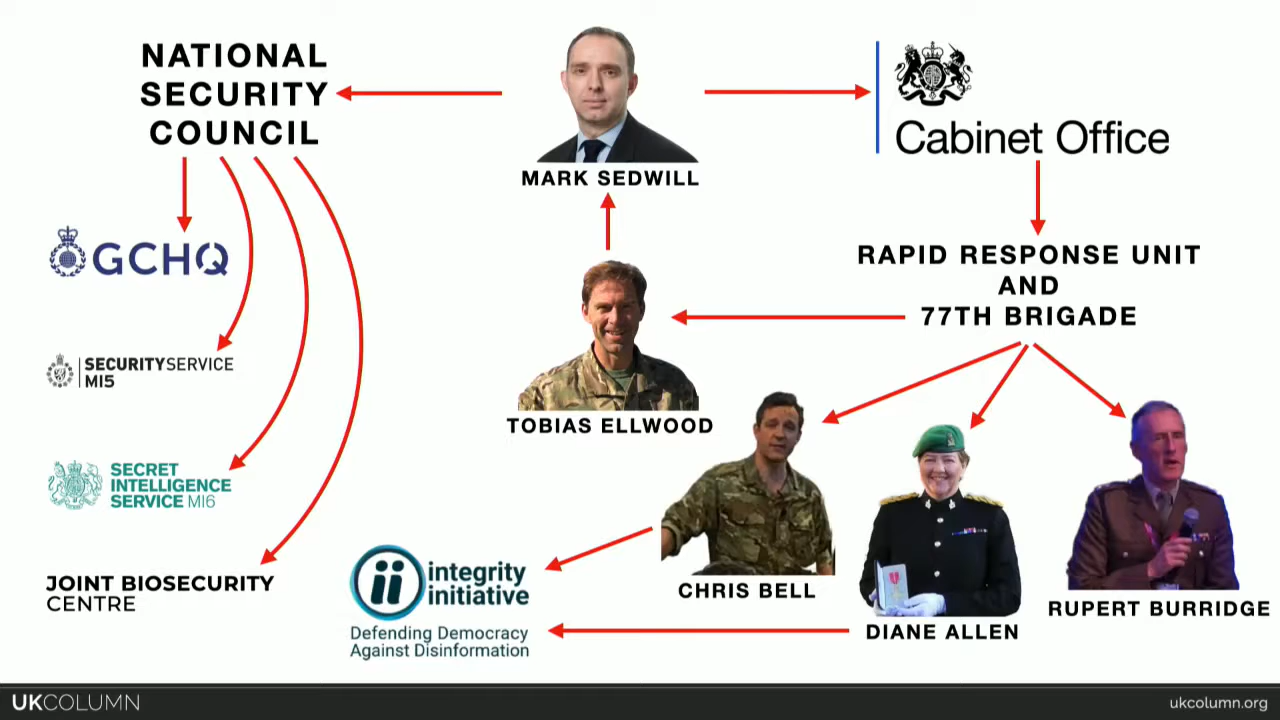 NATIONAL
SECURITY
COUNCIL
MARK SEDWILL
Cabinet Office
GCHQ
RAPID RESPONSE UNIT
AND
77TH BRIGADE
SECURITY SERVICE
MI5
TOBIAS ELLWOOD
SECRET
INTELLIGENCE
SERVICE MI6
JOINT BIOSECURITY
CENTRE
ii integrity
initiative
Defending Democracy
Against Disinformation
CHRIS BELL
DIANE ALLEN
RUPERT BURRIDGE
UKCOLUMN
ukcolumn.org